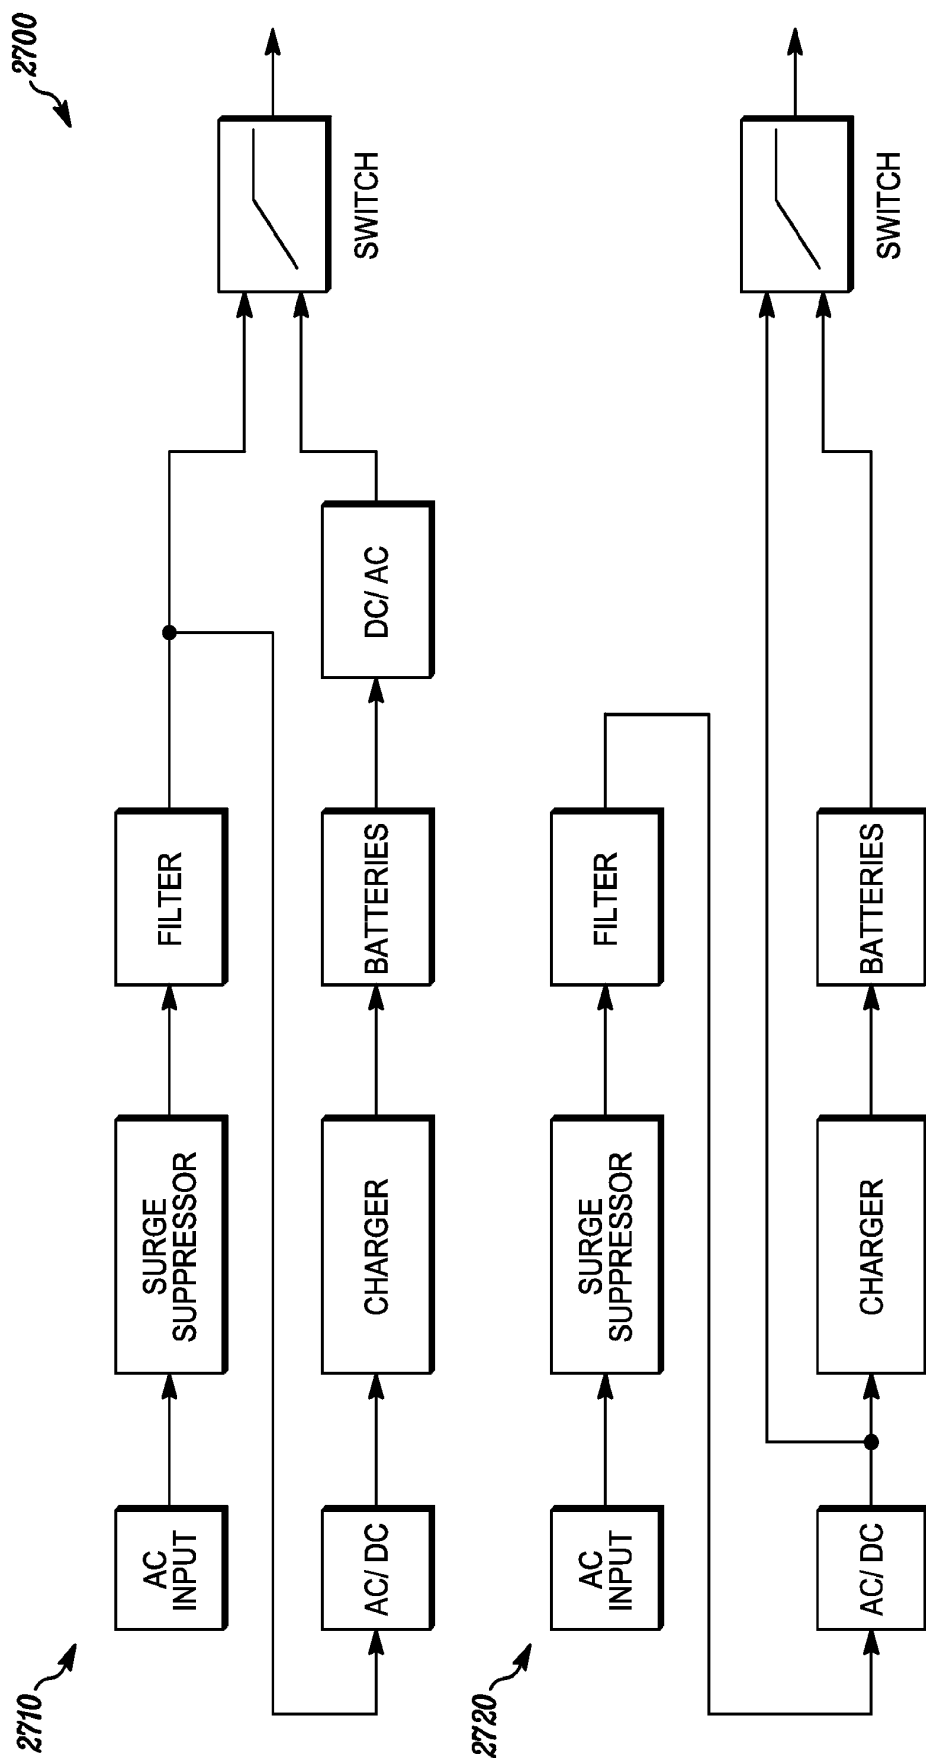 2700
2710
AC
INPUT
SURGE
SUPPRESSOR
FILTER
SWITCH
AC/ DC
CHARGER
BATTERIES
DC/ AC
2720
AC
INPUT
SURGE
SUPPRESSOR
FILTER
AC/ DC
CHARGER
BATTERIES
SWITCH